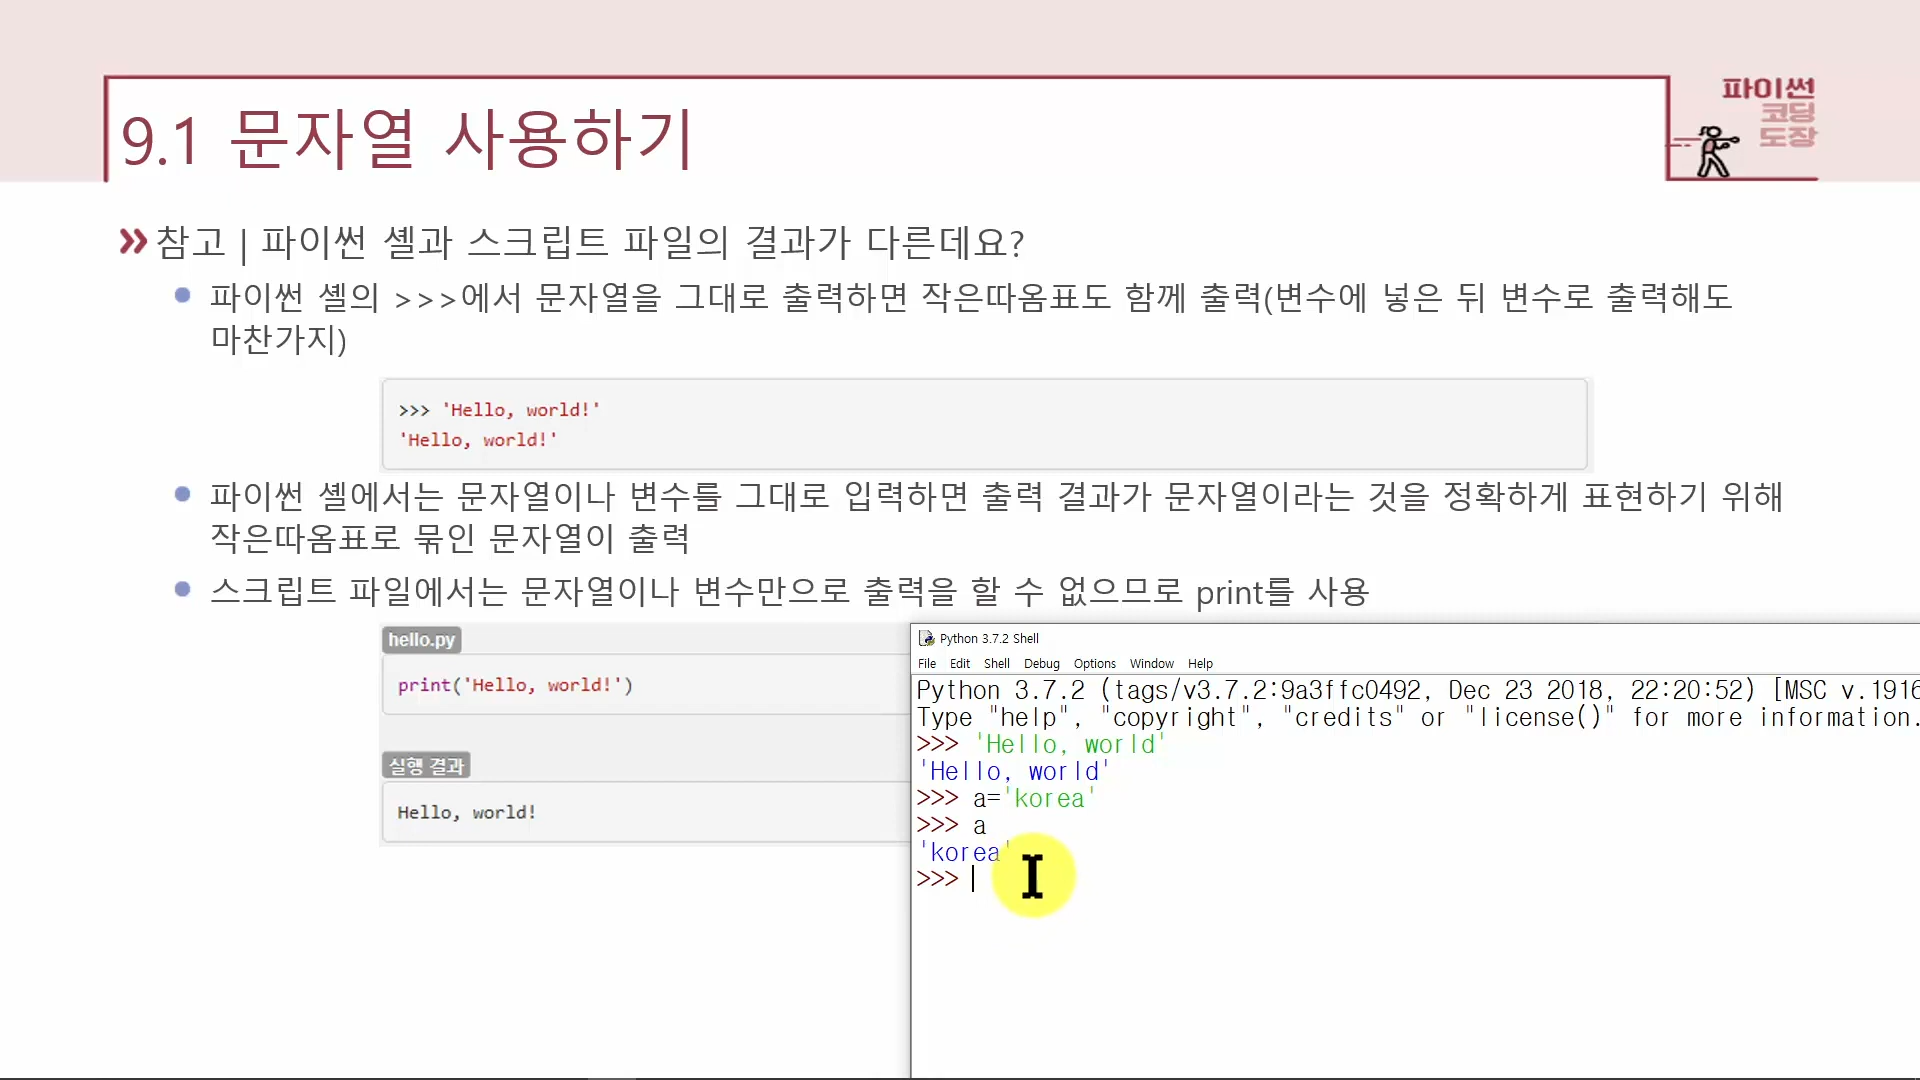 파이썬
코딩
도장
9.1 문자열 사용하기
참고 | 파이썬 셸과 스크립트 파일의 결과가 다른데요?
파이썬 셸의 >>>에서 문자열을 그대로 출력하면 작은따옴표도 함께 출력(변수에 넣은 뒤 변수로 출력해도
마찬가지)
>>> 'Hello, world!'
'Hello, world!'
파이썬 셸에서는 문자열이나 변수를 그대로 입력하면 출력 결과가 문자열이라는 것을 정확하게 표현하기 위해
작은따옴표로 묶인 문자열이 출력
스크립트 파일에서는 문자열이나 변수만으로 출력을 할 수 없으므로 print를 사용
hello.py
print('Hello, world!')
실행 결과
Hello, world!
Python 3.7.2 Shell
File Edit Shell Debug Options Window Help
Python 3.7.2 (tags/v3.7.2:9a3ffc0492, Dec 23 2018, 22:20:52) [MSC v.1916
Type "help", "copyright", "credits" or "license()" for more information.
>>> 'Hello, world'
'Hello, world'
>>> a='korea'
>>> a
'korea'
>>>